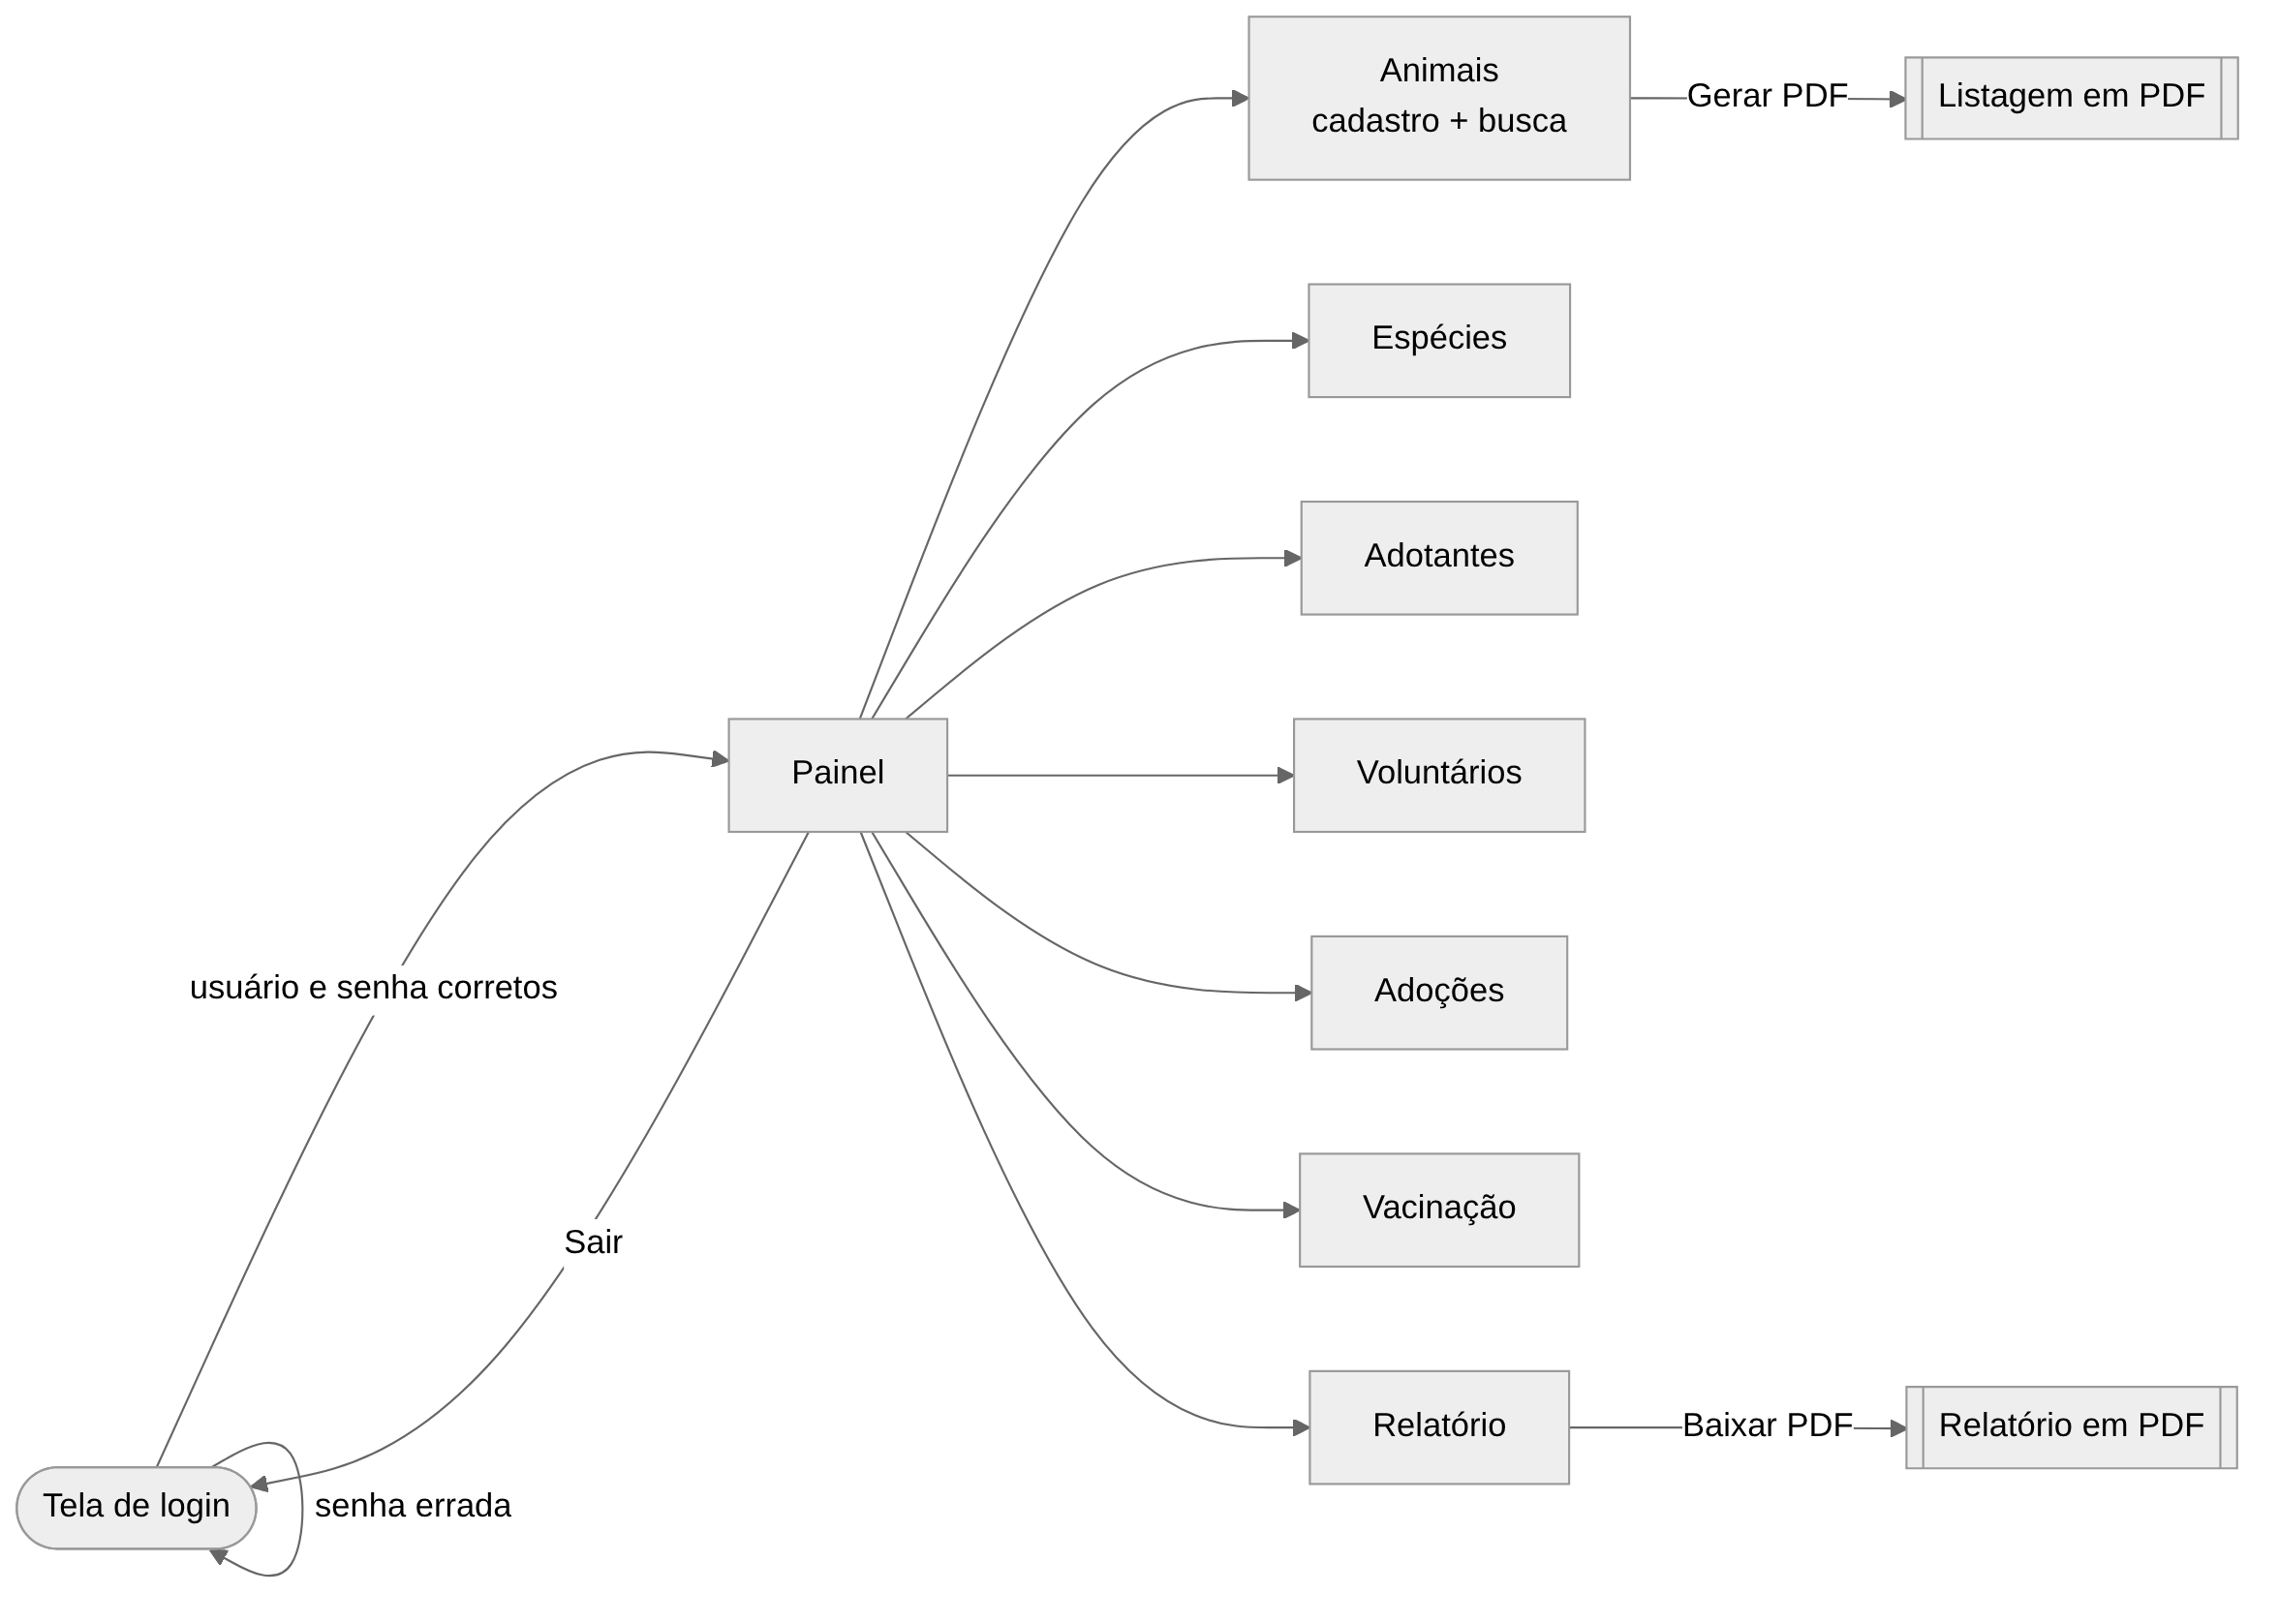 Animais
cadastro + busca
Gerar PDF
Listagem em PDF
Espécies
Adotantes
Painel
Voluntários
usuário e senha corretos
Adoções
Vacinação
Sair
Relatório
Baixar PDF
Relatório em PDF
Tela de login
senha errada